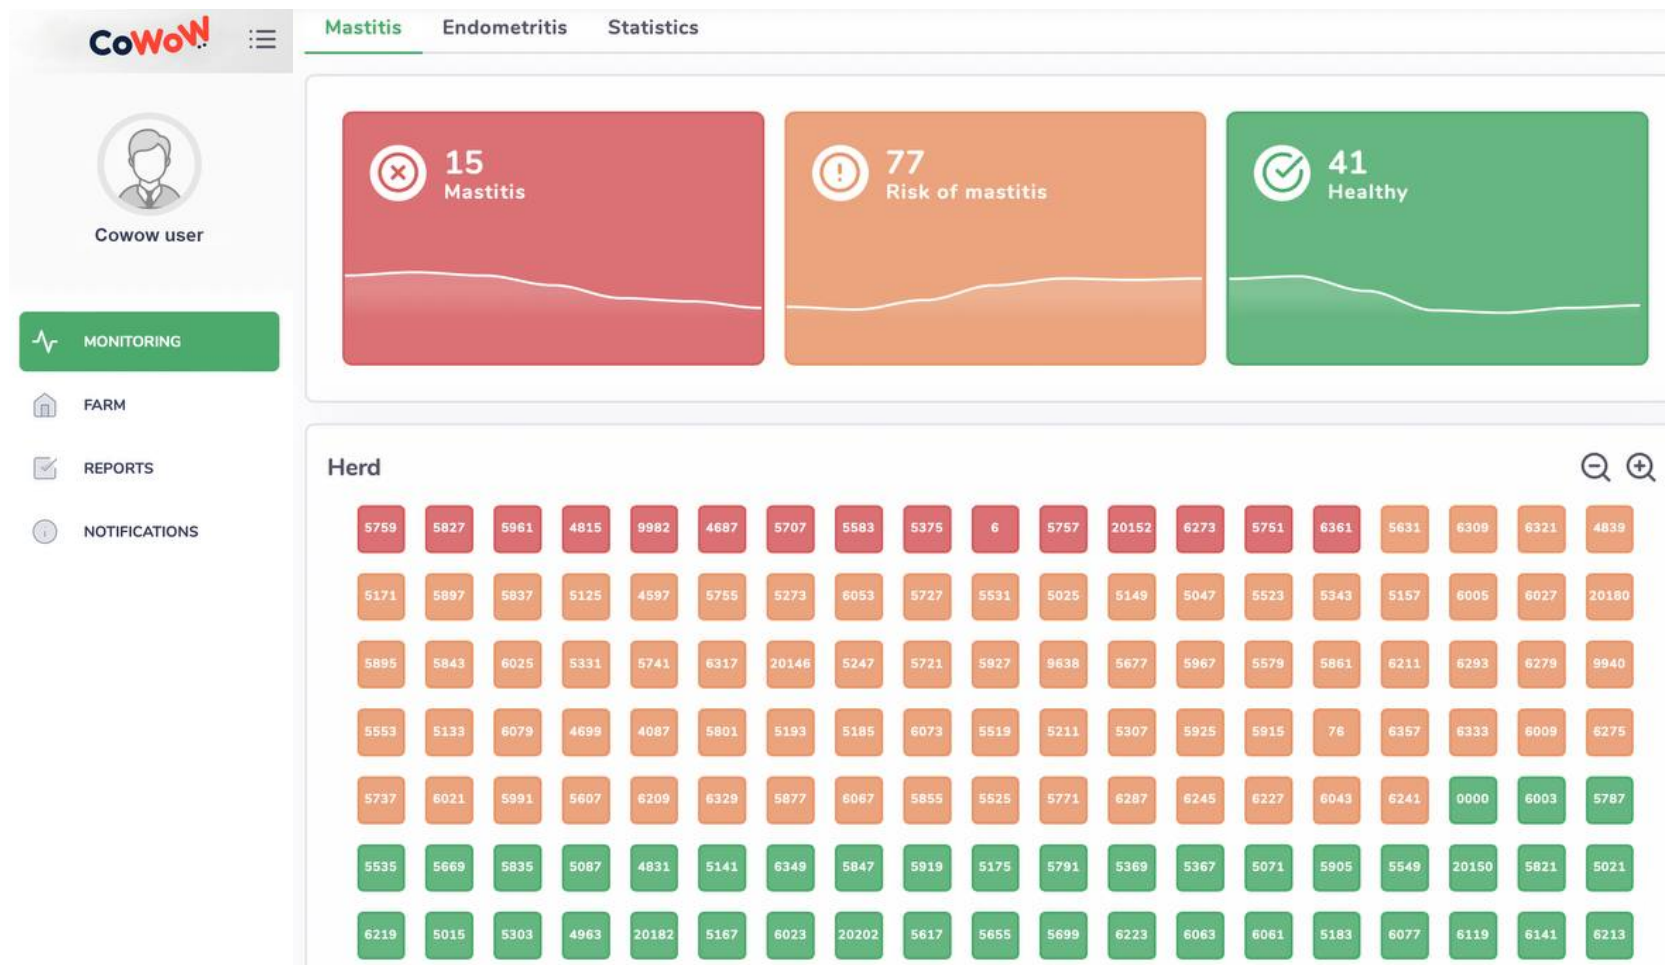 CoWoW
Mastitis Endometritis Statistics
Cowow user
MONITORING
FARM
REPORTS
NOTIFICATIONS
15
Mastitis
77
Risk of mastitis
41
Healthy
Herd
5759 5827 5961 4815 9982 4687 5707 5583 5375 6 5757 20152 6273 5751 6361 5631 6309 6321 4839
5171 5897 5837 5125 4597 5755 5273 6053 5727 5531 5025 5149 5047 5523 5343 5157 6005 6027 20180
5895 5843 6025 5331 5741 6317 20146 5247 5721 5927 9638 5677 5967 5579 5861 6211 6293 6279 9940
5553 5133 6079 4699 4087 5801 5193 5185 6073 5519 5211 5307 5925 5915 76 6357 6333 6009 6275
5737 6021 5991 5607 6209 6329 5877 6067 5855 5525 5771 6287 6245 6227 6043 6241 0000 6003 5787
5535 5669 5835 5087 4831 5141 6349 5847 5919 5175 5791 5369 5367 5071 5905 5549 20150 5821 5021
6219 5015 5303 4963 20182 5167 6023 20202 5617 5655 5699 6223 6063 6061 5183 6077 6119 6141 6213